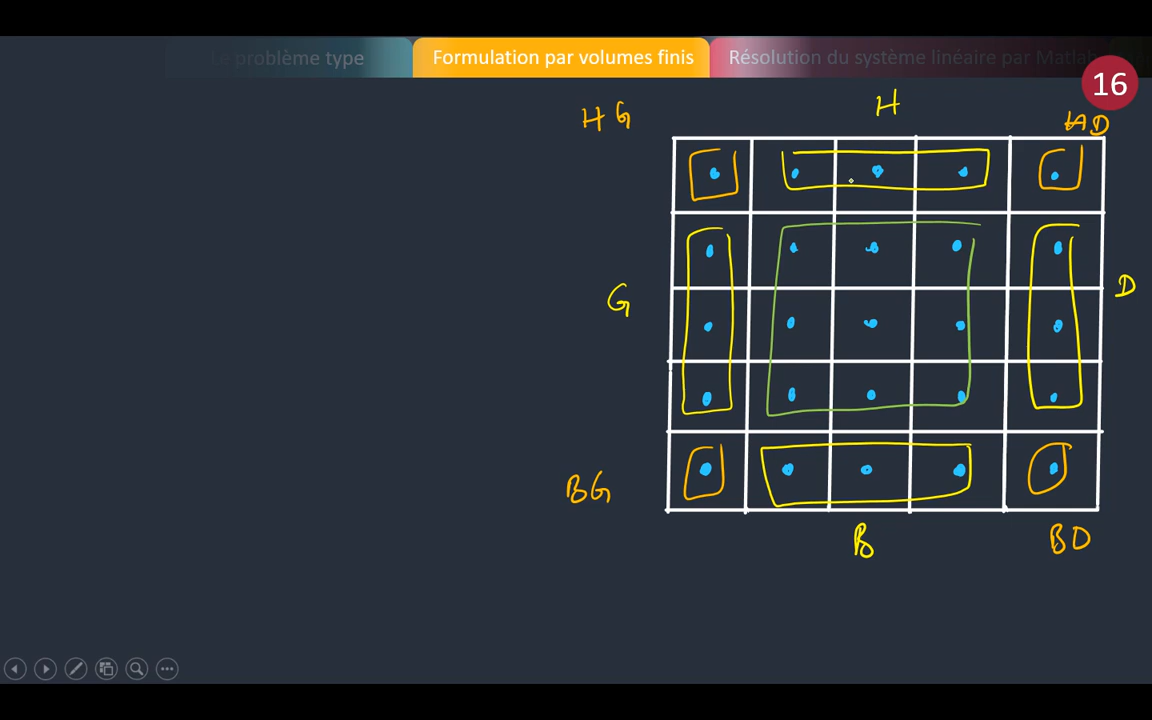 Le problème type
Formulation par volumes finis
Résolution du système linéaire par Matlab
16
H
HG
HD
G
D
BG
B
BD